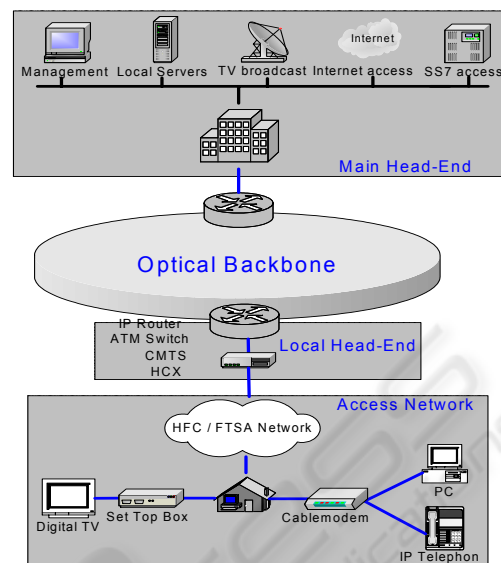 Internet
Management Local Servers TV broadcast Internet access SS7 access
Main Head-End
Optical Backbone
IP Router
ATM Switch
CMTS
HCX
Local Head-End
Access Network
HFC / FTSA Network
PC
Digital TV Set Top Box Cablemodem
IP Telephon